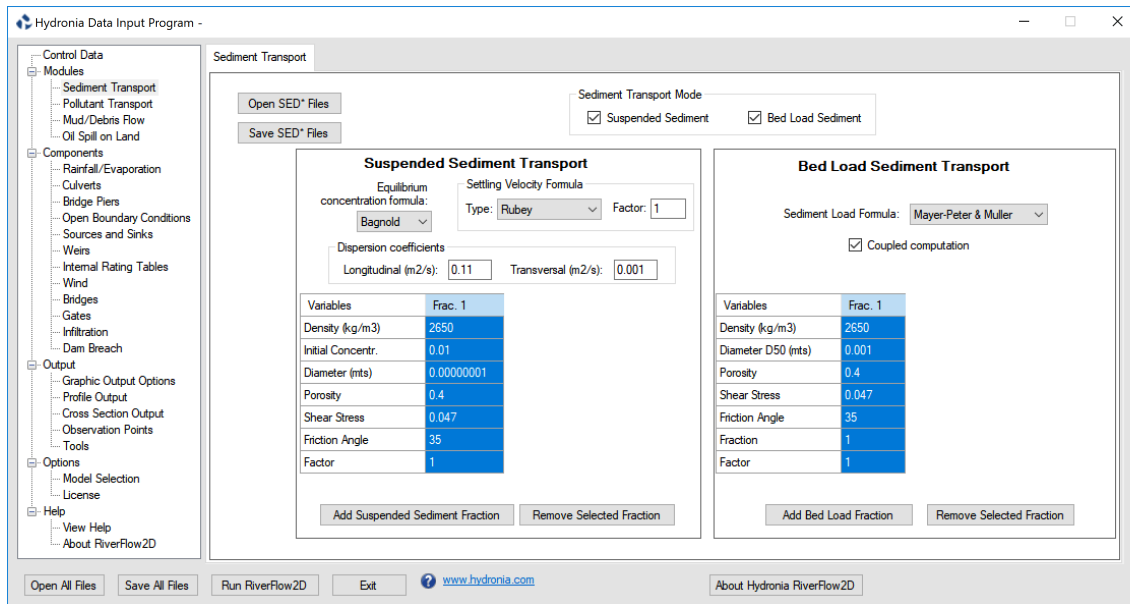 Hydronia Data Input Program -
Control Data
Modules
Sediment Transport
Pollutant Transport
Mud/Debris Flow
Oil Spill on Land
Components
Rainfall/Evaporation
Culverts
Bridge Piers
Open Boundary Conditions
Sources and Sinks
Weirs
Internal Rating Tables
Wind
Bridges
Gates
Infiltration
Dam Breach
Output
Graphic Output Options
Profile Output
Cross Section Output
Observation Points
Tools
Options
Model Selection
License
Help
View Help
About RiverFlow2D
Sediment Transport
Open SED* Files
Save SED* Files
Sediment Transport Mode
Suspended Sediment Bed Load Sediment
Suspended Sediment Transport
Equilibrium
concentration formula:
Bagnold
Settling Velocity Formula
Type: Rubey Factor: 1
Dispersion coefficients
Longitudinal (m2/s): 0.11 Transversal (m2/s): 0.001
Variables Frac. 1
Density (kg/m3) 2650
Initial Concentr. 0.01
Diameter (mts) 0.00000001
Porosity 0.4
Shear Stress 0.047
Friction Angle 35
Factor 1
Add Suspended Sediment Fraction Remove Selected Fraction
Bed Load Sediment Transport
Sediment Load Formula: Mayer-Peter & Muller
Coupled computation
Variables Frac. 1
Density (kg/m3) 2650
Diameter D50 (mts) 0.001
Porosity 0.4
Shear Stress 0.047
Friction Angle 35
Fraction 1
Factor 1
Add Bed Load Fraction Remove Selected Fraction
Open All Files Save All Files Run RiverFlow2D Exit ? www.hydronia.com About Hydronia RiverFlow2D